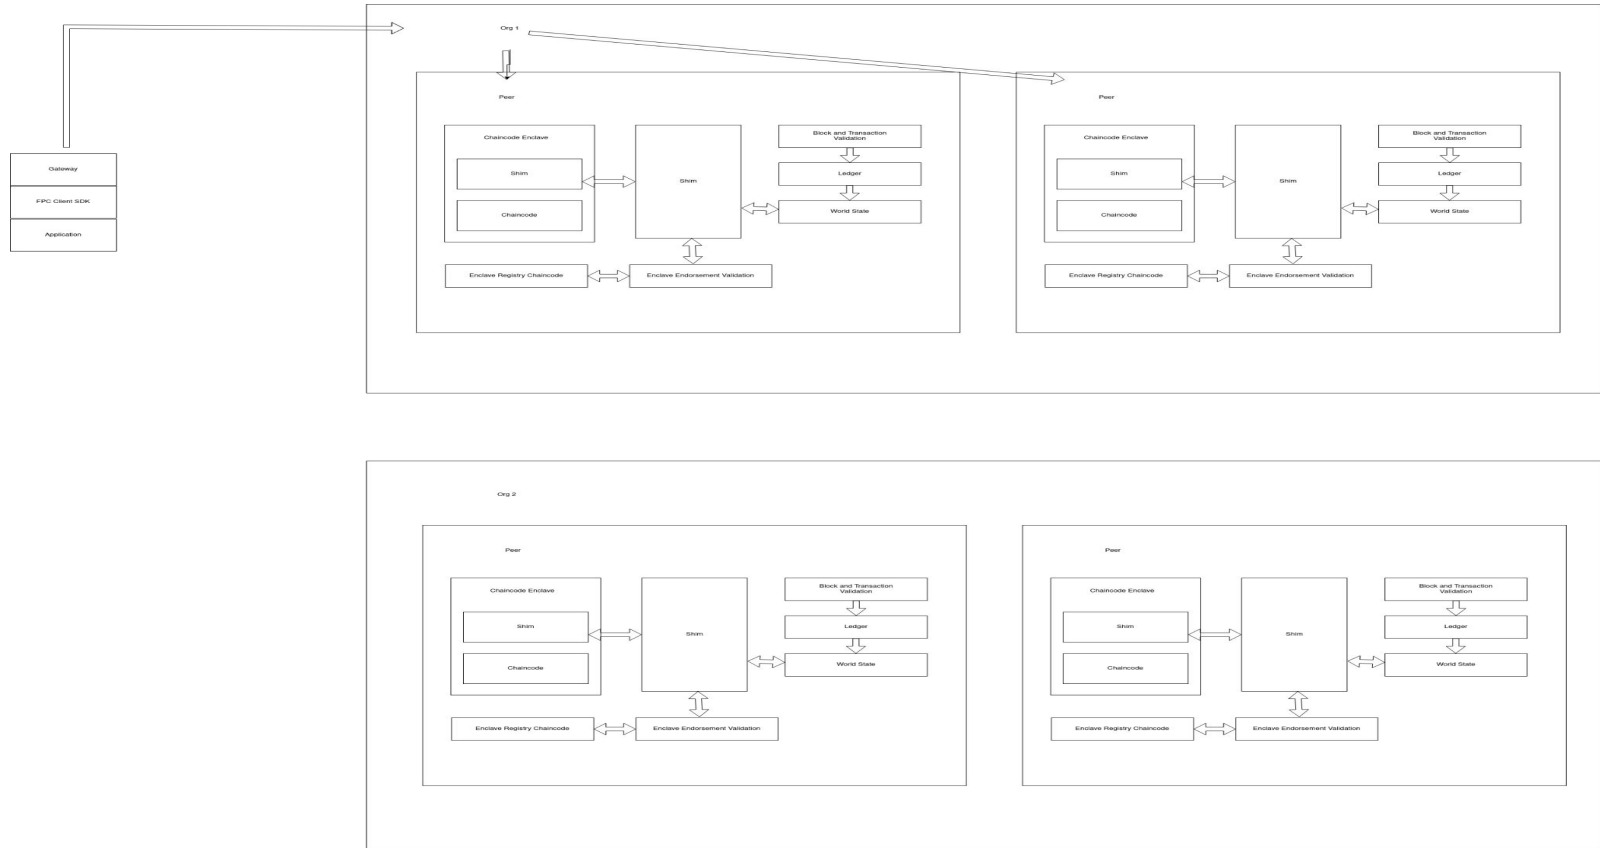 Org 1
Peer
Chaincode Enclave
Shim
Chaincode
Shim
Block and Transaction
Validation
Ledger
World State
Enclave Registry Chaincode
Enclave Endorsement Validation
Peer
Chaincode Enclave
Shim
Chaincode
Shim
Block and Transaction
Validation
Ledger
World State
Enclave Registry Chaincode
Enclave Endorsement Validation
Gateway
FPC Client SDK
Application
Org 2
Peer
Chaincode Enclave
Shim
Chaincode
Shim
Block and Transaction
Validation
Ledger
World State
Enclave Registry Chaincode
Enclave Endorsement Validation
Peer
Chaincode Enclave
Shim
Chaincode
Shim
Block and Transaction
Validation
Ledger
World State
Enclave Registry Chaincode
Enclave Endorsement Validation